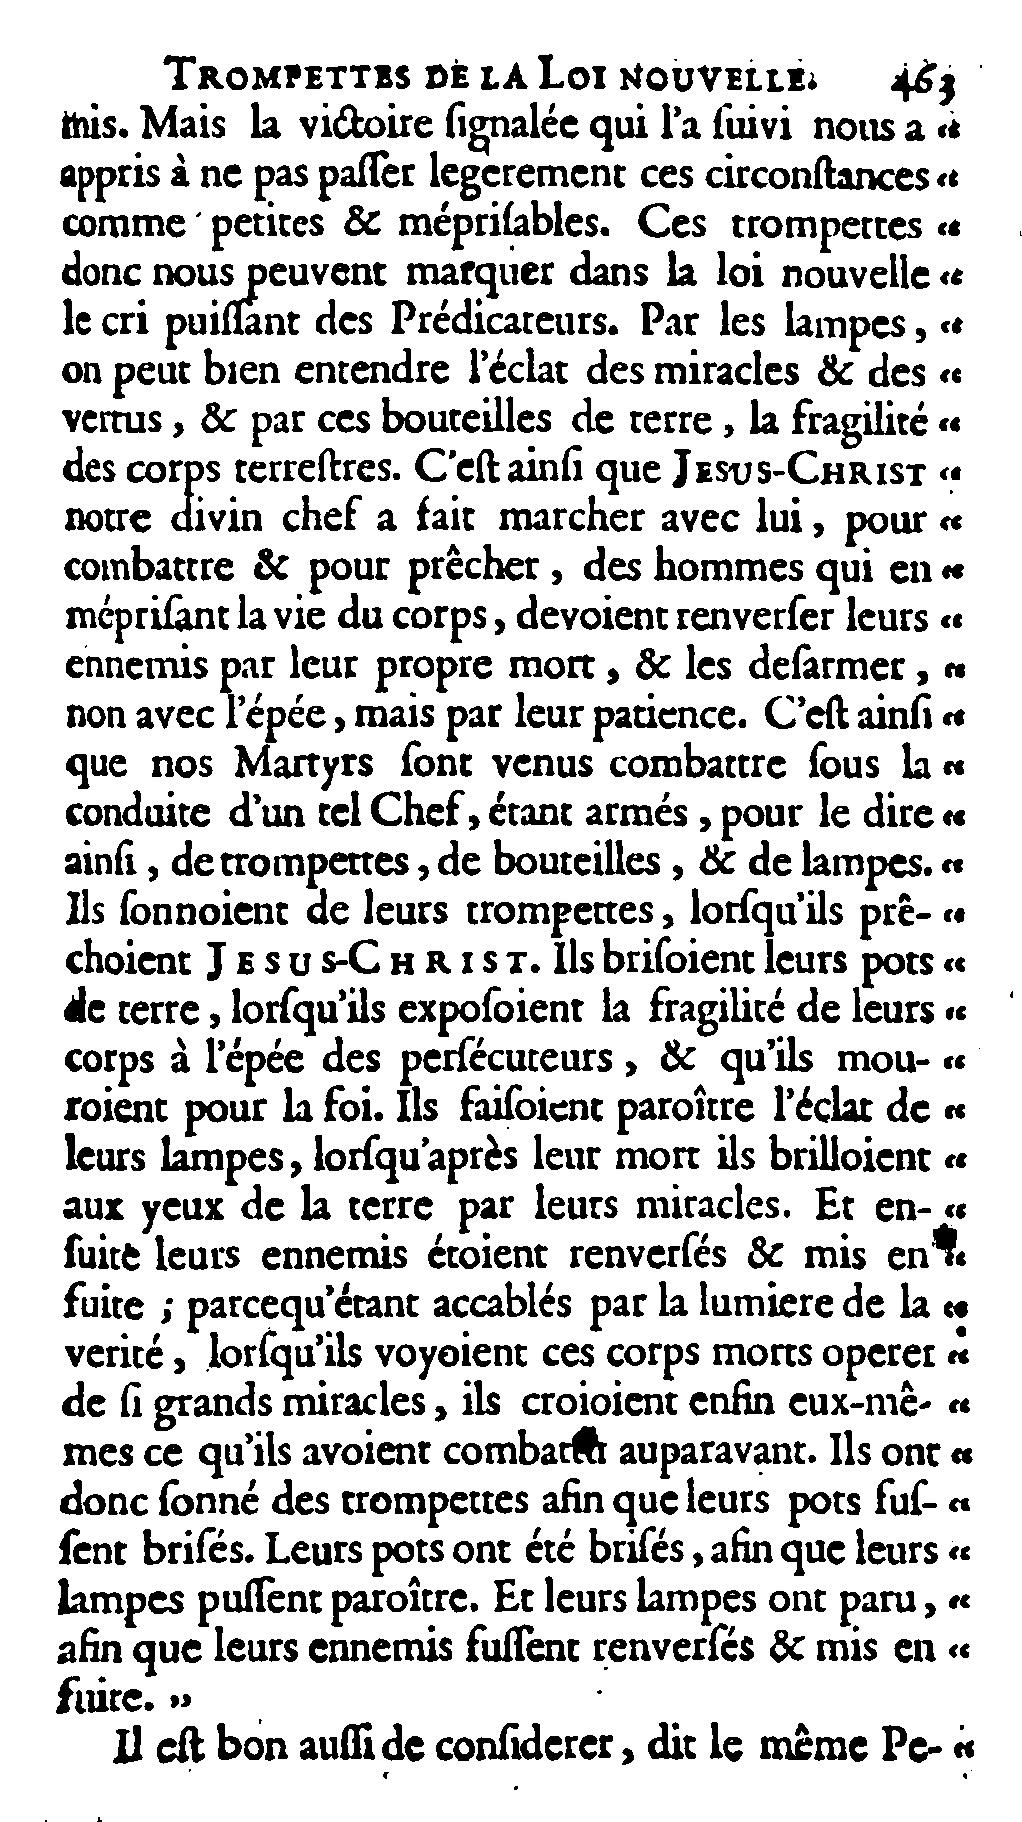 TROMPETTES DE LA LOI NOUVELLE. 463
mis. Mais la victoire ſignalée qui l'a ſuivi nous a “
appris à ne pas paſſer legerement ces circonſtances “
comme petites & mépriſables. Ces trompettes “
donc nous peuvent marquer dans la loi nouvelle “
le cri puiſſant des Prédicateurs. Par les lampes, “
on peut bien entendre l'éclat des miracles & des “
vertus, & par ces bouteilles de terre, la fragilité “
des corps terreſtres. C'eſt ainſi que JESUS-CHRIST “
notre divin chef a fait marcher avec lui, pour “
combattre & pour prêcher, des hommes qui en “
mépriſant la vie du corps, devoient renverſer leurs “
ennemis par leur propre mort, & les deſarmer, “
non avec l'épée, mais par leur patience. C'eſt ainſi “
que nos Martyrs ſont venus combattre ſous la “
conduite d'un tel Chef, étant armés, pour le dire “
ainſi, de trompettes, de bouteilles, & de lampes. “
Ils ſonnoient de leurs trompettes, lorſqu'ils prê- “
choient JESUS-CHRIST. Ils briſoient leurs pots “
de terre, lorſqu'ils expoſoient la fragilité de leurs “
corps à l'épée des perſécuteurs, & qu'ils mou- “
roient pour la foi. Ils faiſoient paroître l'éclat de “
leurs lampes, lorſqu'après leur mort ils brilloient “
aux yeux de la terre par leurs miracles. Et en- “
ſuite leurs ennemis étoient renverſés & mis en “
fuite ; parcequ'étant accablés par la lumiere de la “
verité, lorſqu'ils voyoient ces corps morts operer “
de ſi grands miracles, ils croioient enfin eux-mê- “
mes ce qu'ils avoient combattu auparavant. Ils ont “
donc ſonné des trompettes afin que leurs pots fuſ- “
ſent briſés. Leurs pots ont été briſés, afin que leurs “
lampes puſſent paroître. Et leurs lampes ont paru, “
afin que leurs ennemis fuſſent renverſés & mis en “
fuite. ”
Il eſt bon auſſi de conſiderer, dit le même Pe- “